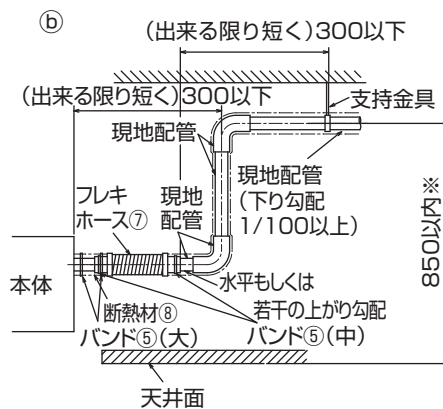 ⓑ
(出来る限り短く)300以下
(出来る限り短く)300以下
支持金具
現地配管
現地配管
(下り勾配
1/100以上)
850以内※
フレキ
ホース⑦
現地
配管
本体
水平もしくは
若干の上がり勾配
断熱材⑧
バンド⑤(大)
バンド⑤(中)
天井面